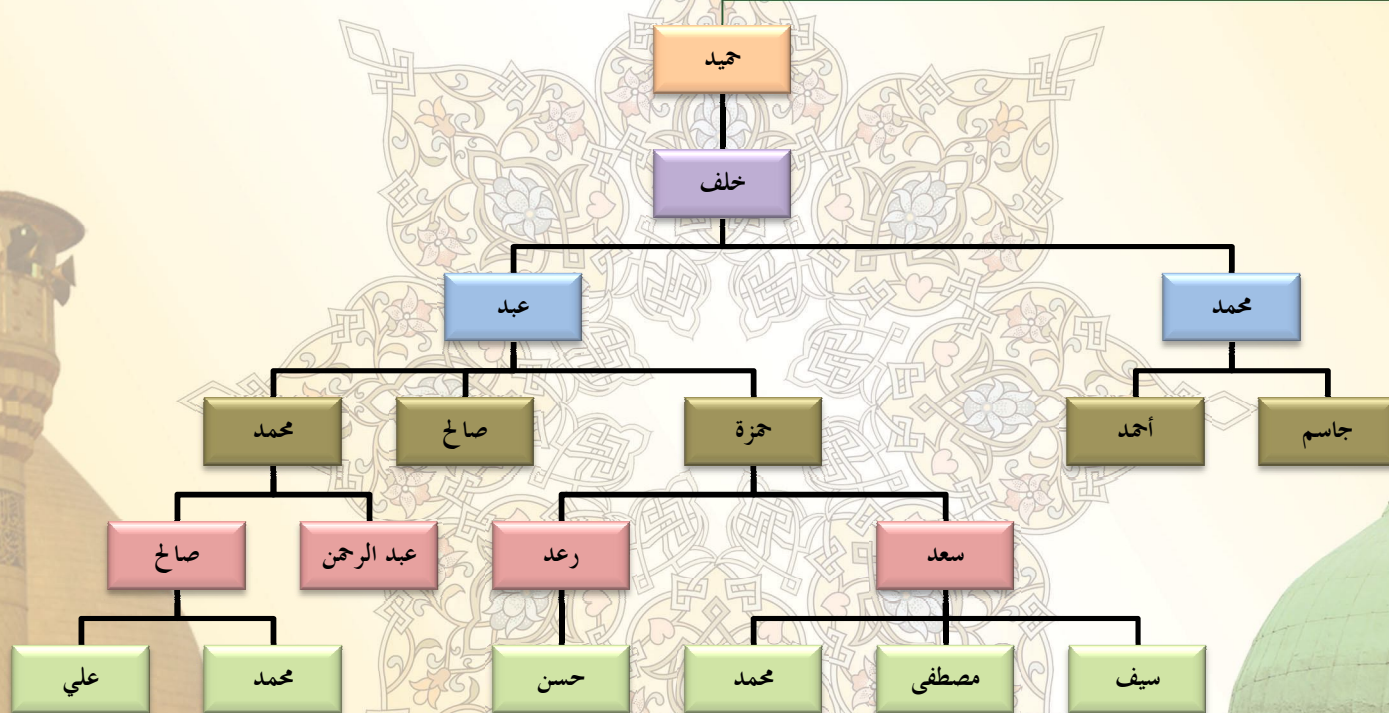 حميد
خلف
محمد
عبد
جاسم
أحمد
حمزة
صالح
محمد
سعد
رعد
عبد الرحمن
صالح
سيف
مصطفى
محمد
حسن
محمد
علي